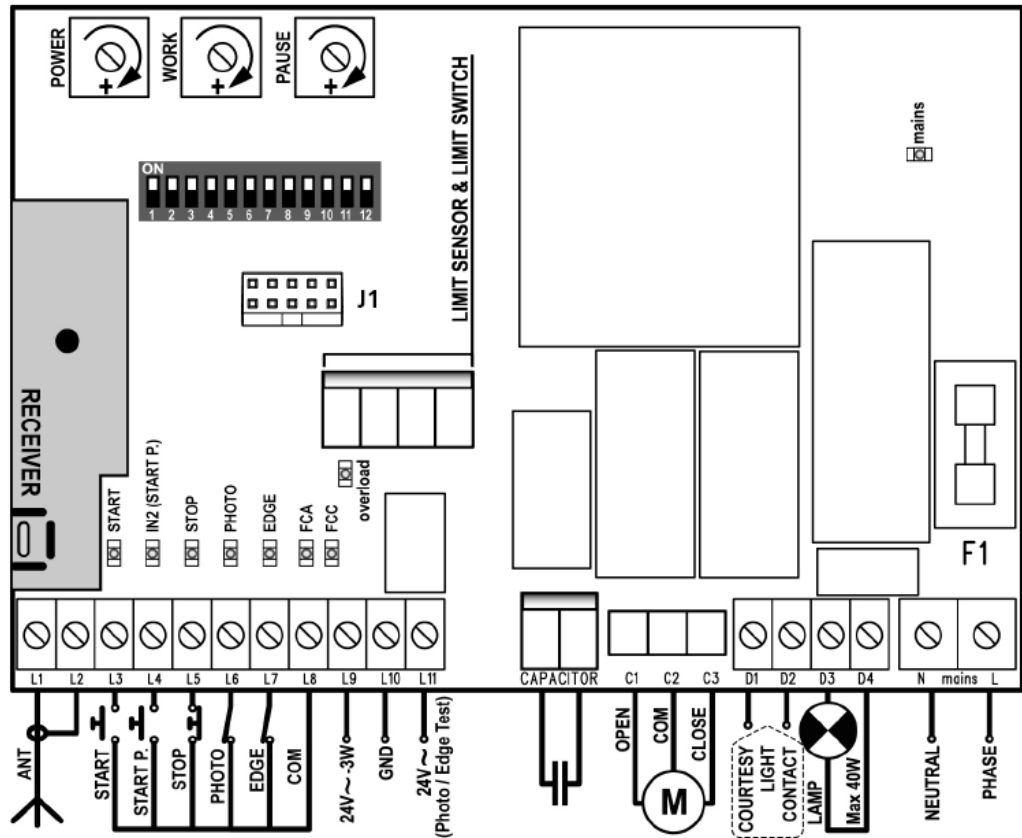 POWER
WORK
PAUSE
+
+
+
LIMIT SENSOR & LIMIT SWITCH
mains
ON
1 2 3 4 5 6 7 8 9 10 11 12
J1
RECEIVER
START
IN2 (START P.)
STOP
PHOTO
EDGE
FCA
FCC
overload
F1
L1 L2 L3 L4 L5 L6 L7 L8 L9 L10 L11
CAPACITOR
C1 C2 C3
D1 D2 D3 D4
N mains L
ANT
START
START P.
STOP
PHOTO
EDGE
COM
24V~-3W
GND
24V~
(Photo / Edge Test)
OPEN
COM
CLOSE
M
COURTESY
LIGHT
CONTACT
LAMP
Max 40W
NEUTRAL
PHASE